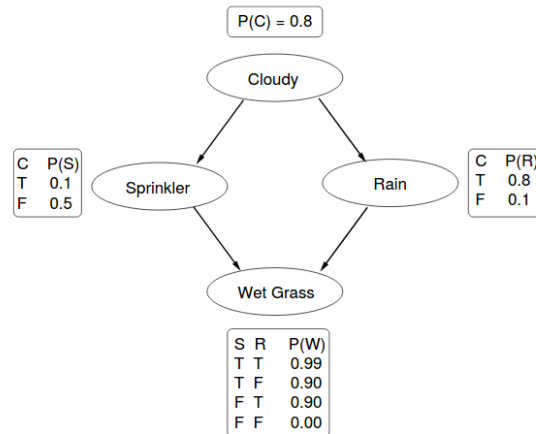 P(C) = 0.8
Cloudy
C P(S)
T 0.1
F 0.5
Sprinkler
Rain
C P(R)
T 0.8
F 0.1
Wet Grass
S R P(W)
T T 0.99
T F 0.90
F T 0.90
F F 0.00